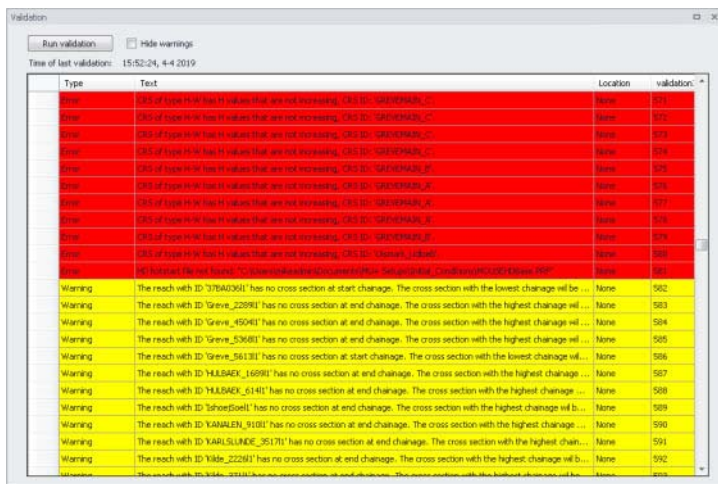 Validation
Run validation Hide warnings
Time of last validation: 15:52:24, 4-4 2019
Type Text Location validation
Error CRS of type H-W has H values that are not increasing, CRS ID: 'GREVEMAIN_C'. None 571
Error CRS of type H-W has H values that are not increasing, CRS ID: 'GREVEMAIN_C'. None 572
Error CRS of type H-W has H values that are not increasing, CRS ID: 'GREVEMAIN_C'. None 573
Error CRS of type H-W has H values that are not increasing, CRS ID: 'GREVEMAIN_C'. None 574
Error CRS of type H-W has H values that are not increasing, CRS ID: 'GREVEMAIN_B'. None 575
Error CRS of type H-W has H values that are not increasing, CRS ID: 'GREVEMAIN_A'. None 576
Error CRS of type H-W has H values that are not increasing, CRS ID: 'GREVEMAIN_A'. None 577
Error CRS of type H-W has H values that are not increasing, CRS ID: 'GREVEMAIN_A'. None 578
Error CRS of type H-W has H values that are not increasing, CRS ID: 'GREVEMAIN_B'. None 579
Error CRS of type H-W has H values that are not increasing, CRS ID: None 580
Error HD hotstart file not found: None 581
Warning The reach with ID '37BA036l1' has no cross section at start chainage. The cross section with the lowest chainage wil be ... None 582
Warning The reach with ID 'Greve_2289l1' has no cross section at end chainage. The cross section with the highest chainage wil... None 583
Warning The reach with ID 'Greve_4504l1' has no cross section at end chainage. The cross section with the highest chainage wil... None 584
Warning The reach with ID 'Greve_5368l1' has no cross section at end chainage. The cross section with the highest chainage wil... None 585
Warning The reach with ID 'Greve_5613l1' has no cross section at start chainage. The cross section with the lowest chainage wil... None 586
Warning The reach with ID 'HULBAEK_1689l1' has no cross section at end chainage. The cross section with the highest chainage ... None 587
Warning The reach with ID 'HULBAEK_614l1' has no cross section at end chainage. The cross section with the highest chainage ... None 588
Warning The reach with ID 'IshoejSoel1' has no cross section at end chainage. The cross section with the highest chainage wil b... None 589
Warning The reach with ID 'KANALEN_910l1' has no cross section at end chainage. The cross section with the highest chainage ... None 590
Warning The reach with ID 'KARLSLUNDE_3517l1' has no cross section at end chainage. The cross section with the highest chain... None 591
Warning The reach with ID 'Kilde_2226l1' has no cross section at end chainage. The cross section with the highest chainage wil b... None 592